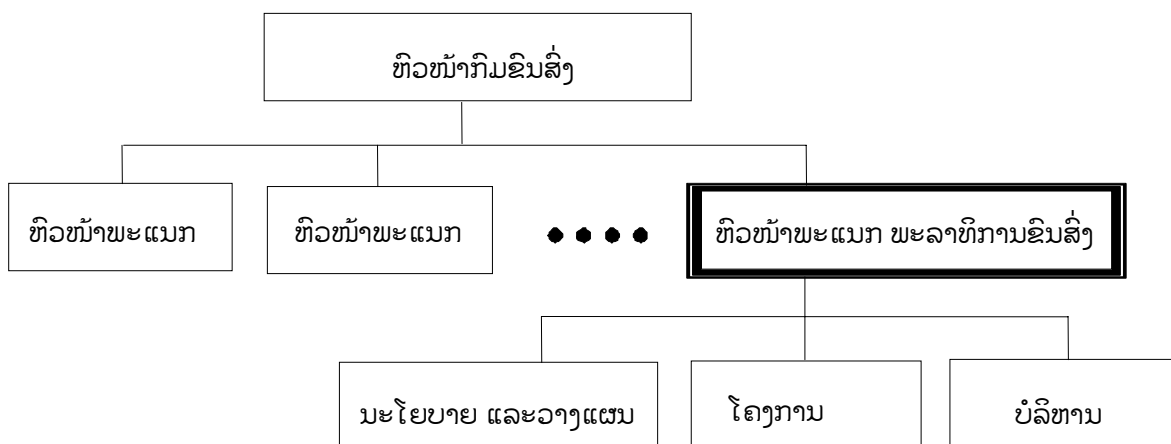 ຫົວໜ້າກົມຂົນສົ່ງ
ຫົວໜ້າພະແນກ
ຫົວໜ້າພະແນກ
ຫົວໜ້າພະແນກ ພະລາທິການຂົນສົ່ງ
ນະໂຍບາຍ ແລະວາງແຜນ
ໂຄງການ
ບໍລິຫານ